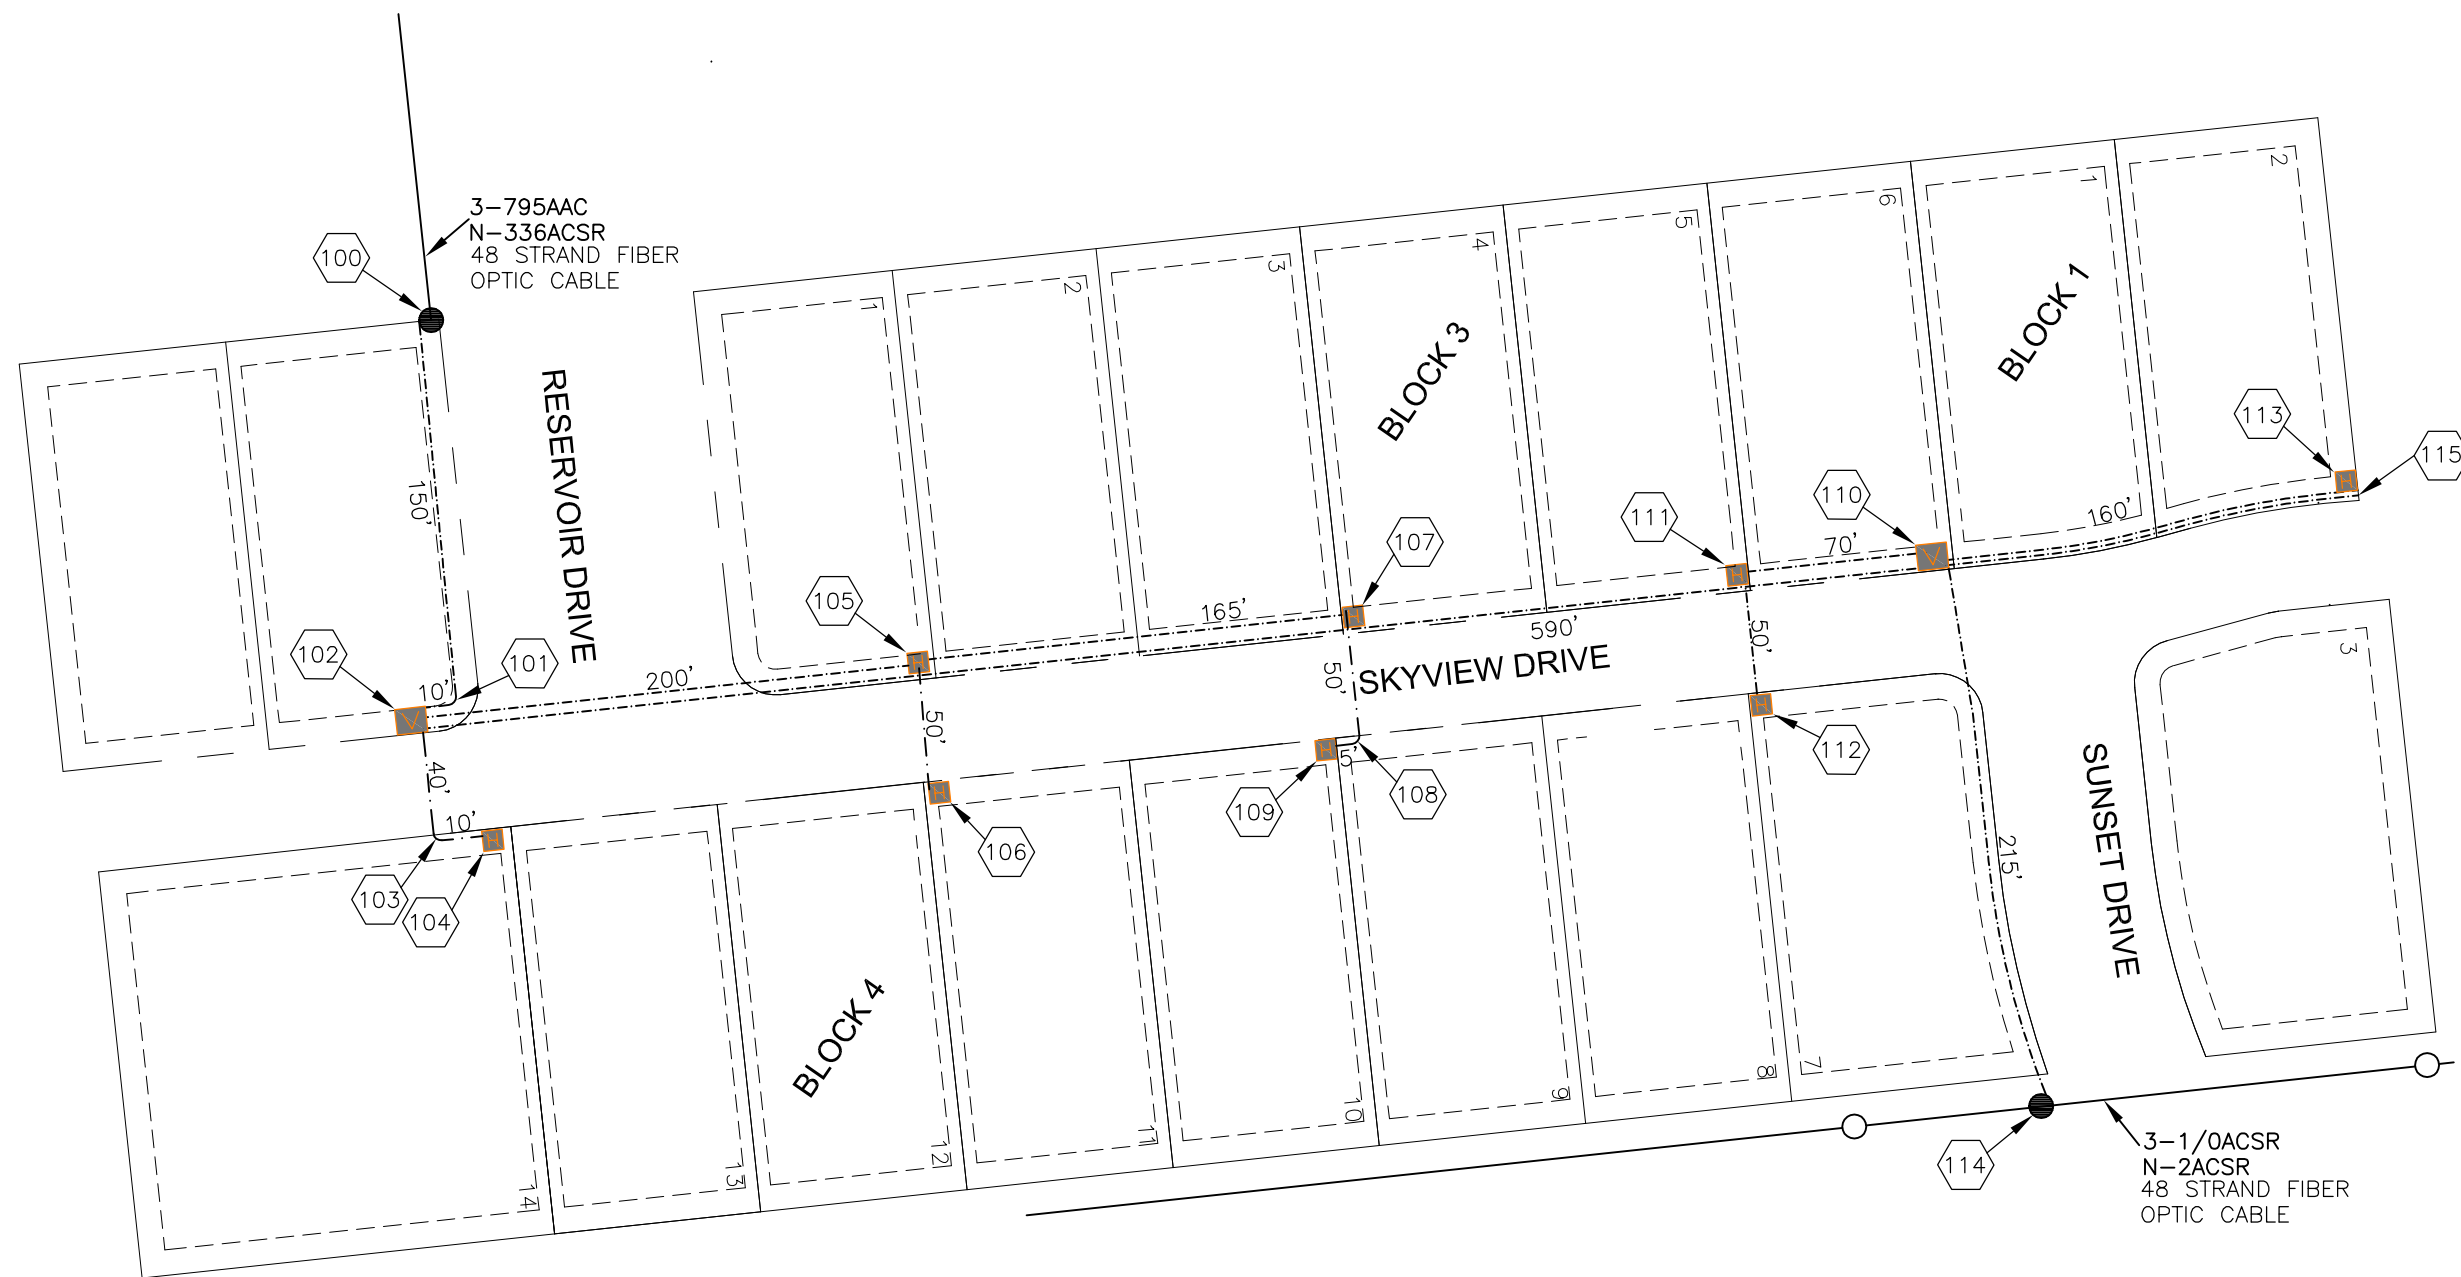 3-795AAC
N-336ACSR
48 STRAND FIBER
OPTIC CABLE
100
RESERVOIR DRIVE
150'
102
10'
101
200'
40'
10'
103
104
105
50'
106
1
2
3
4
5
6
BLOCK 3
1
2
BLOCK 1
165'
107
590'
SKYVIEW DRIVE
50'
5'
109
108
111
70'
110
50'
112
160'
113
115
215'
SUNSET DRIVE
3
BLOCK 4
14
13
12
11
10
9
8
7
114
3-1/0ACSR
N-2ACSR
48 STRAND FIBER
OPTIC CABLE
V
H
H
H
H
H
H
H
V
H
H